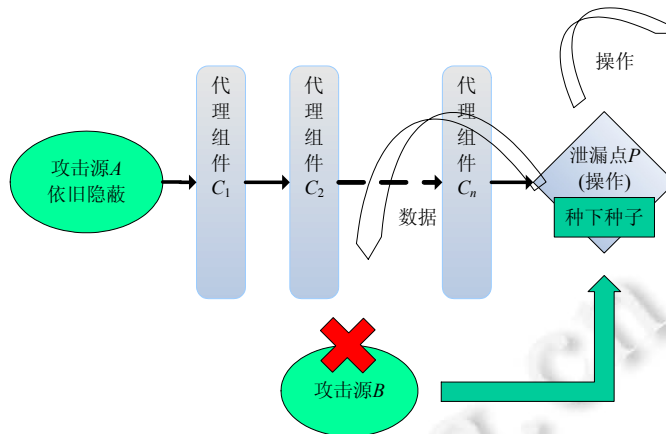 操作
代
理
组
件
C1
代
理
组
件
C2
代
理
组
件
Cn
攻击源A
依旧隐蔽
泄漏点P
(操作)
种下种子
数据
攻击源B